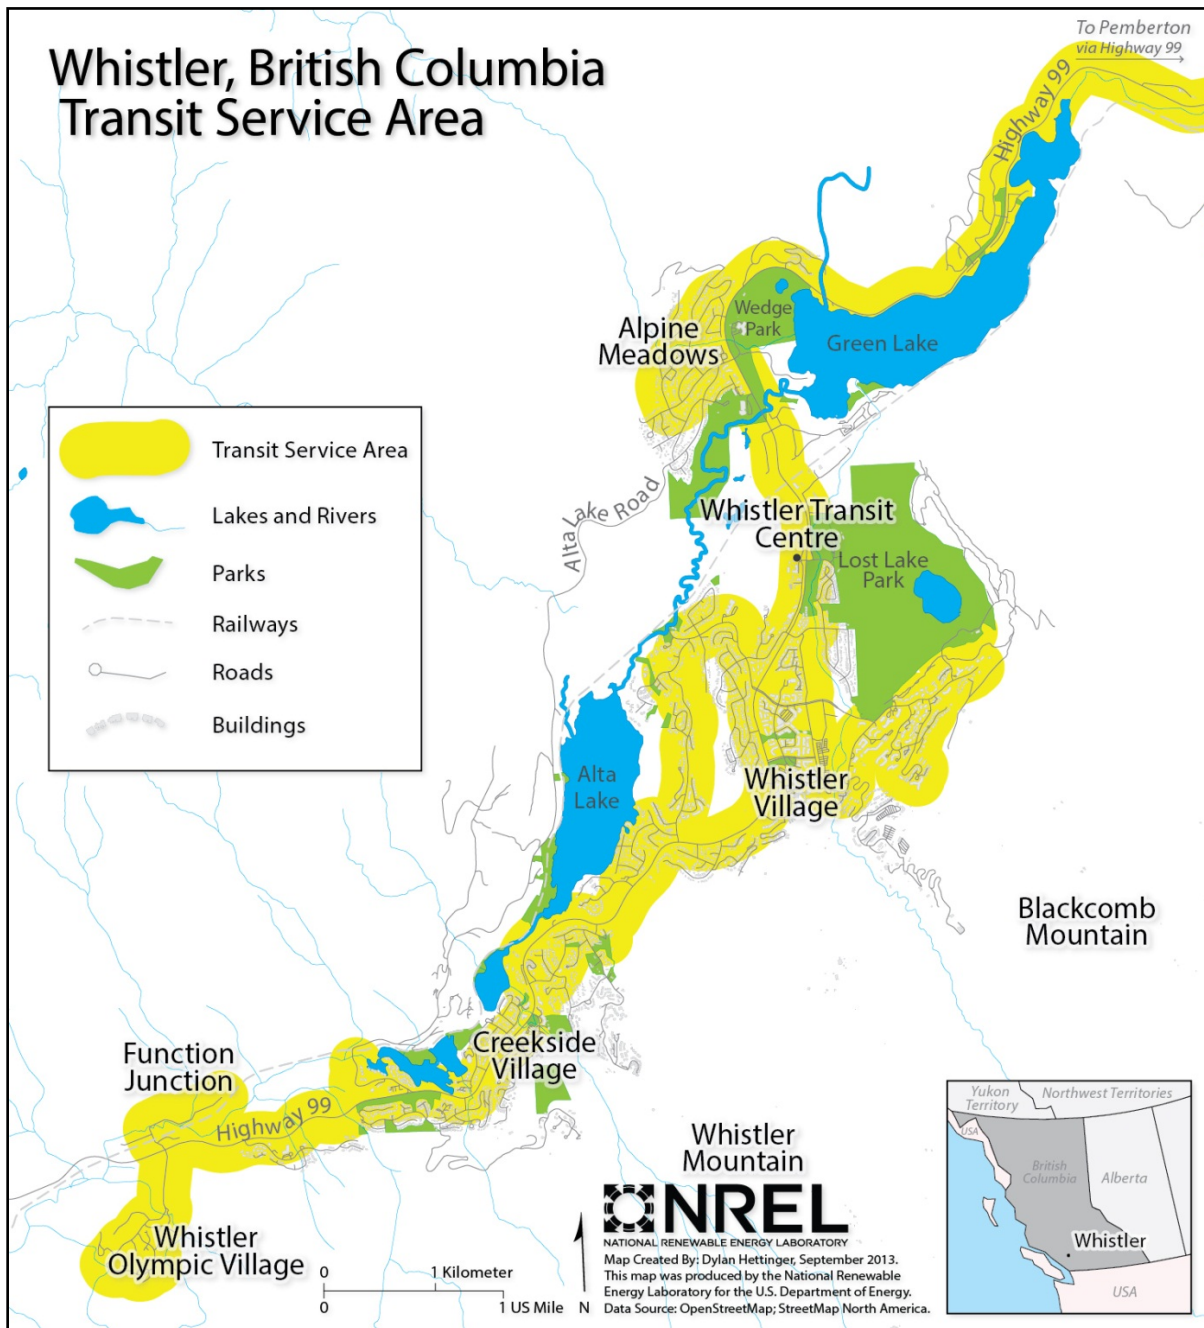 Whistler, British Columbia
Transit Service Area
To Pemberton
via Highway 99
Highway 99
Wedge
Park
Green Lake
Alpine
Meadows
Transit Service Area
Lakes and Rivers
Parks
Railways
Roads
Buildings
Alta Lake Road
Whistler Transit
Centre
Lost Lake
Park
Alta
Lake
Whistler
Village
Blackcomb
Mountain
Creekside
Village
Function
Junction
Highway 99
Whistler
Mountain
Whistler
Olympic Village
0 1 Kilometer
0 1 US Mile
N
NREL
NATIONAL RENEWABLE ENERGY LABORATORY
Map Created By: Dylan Hettinger, September 2013.
This map was produced by the National Renewable
Energy Laboratory for the U.S. Department of Energy.
Data Source: OpenStreetMap; StreetMap North America.
Yukon
Territory
Northwest Territories
USA
British
Columbia
Alberta
Whistler
USA